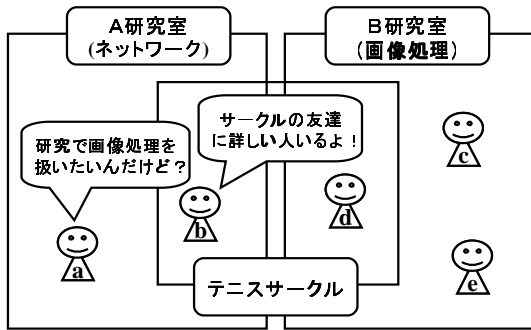 A研究室
(ネットワーク)
B研究室
(画像処理)
研究で画像処理を
扱いたいんだけど？
サークルの友達
に詳しい人いるよ！
a
b
c
d
e
テニスサークル